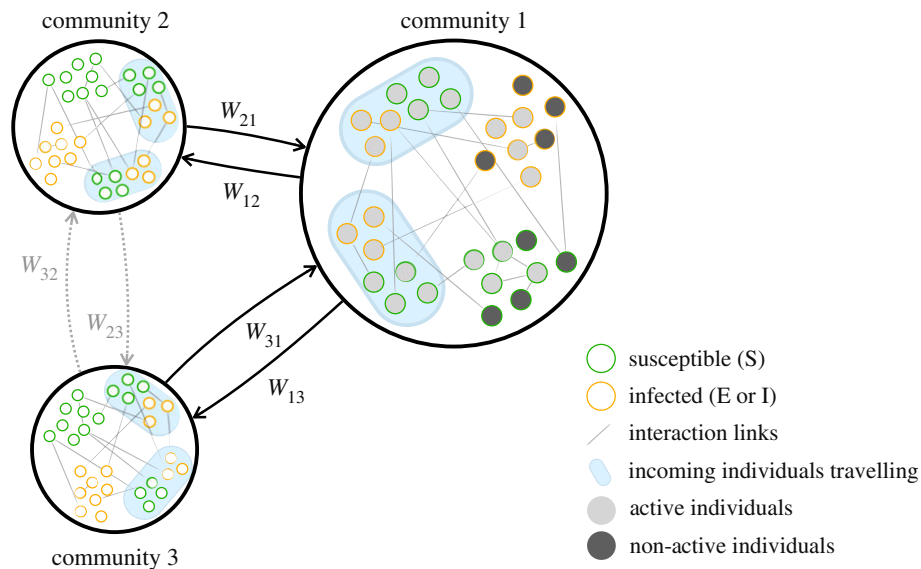 community 2
community 1
W21
W12
W32
W23
W31
W13
community 3
susceptible (S)
infected (E or I)
interaction links
incoming individuals travelling
active individuals
non-active individuals